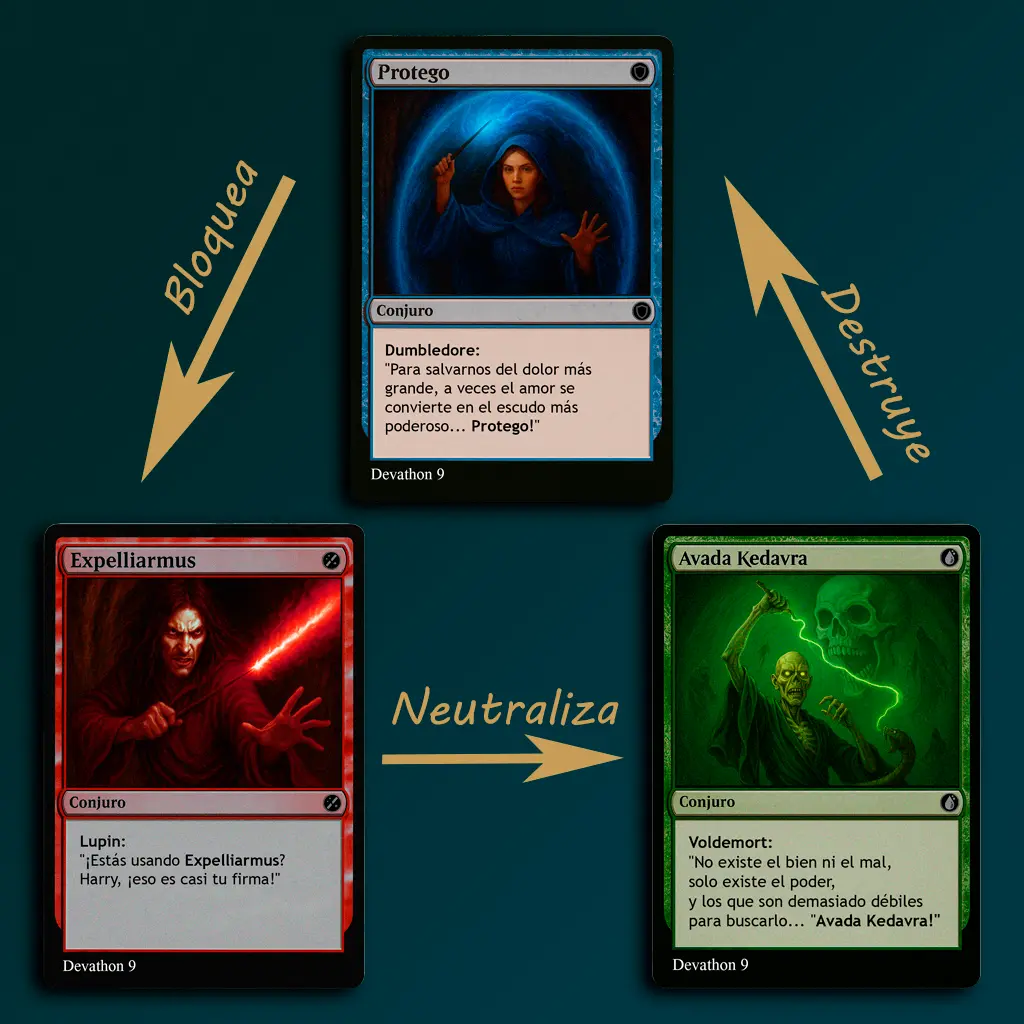 Protego
Conjuro
Dumbledore:
"Para salvarnos del dolor más
grande, a veces el amor se
convierte en el escudo más
poderoso... Protego!"
Devathon 9
Bloquea
Destruye
Expelliarmus
Conjuro
Lupin:
"¡Estás usando Expelliarmus?
Harry, ¡eso es casi tu firma!"
Devathon 9
Neutraliza
Avada Kedavra
Conjuro
Voldemort:
"No existe el bien ni el mal,
solo existe el poder,
y los que son demasiado débiles
para buscarlo... "Avada Kedavra!"
Devathon 9